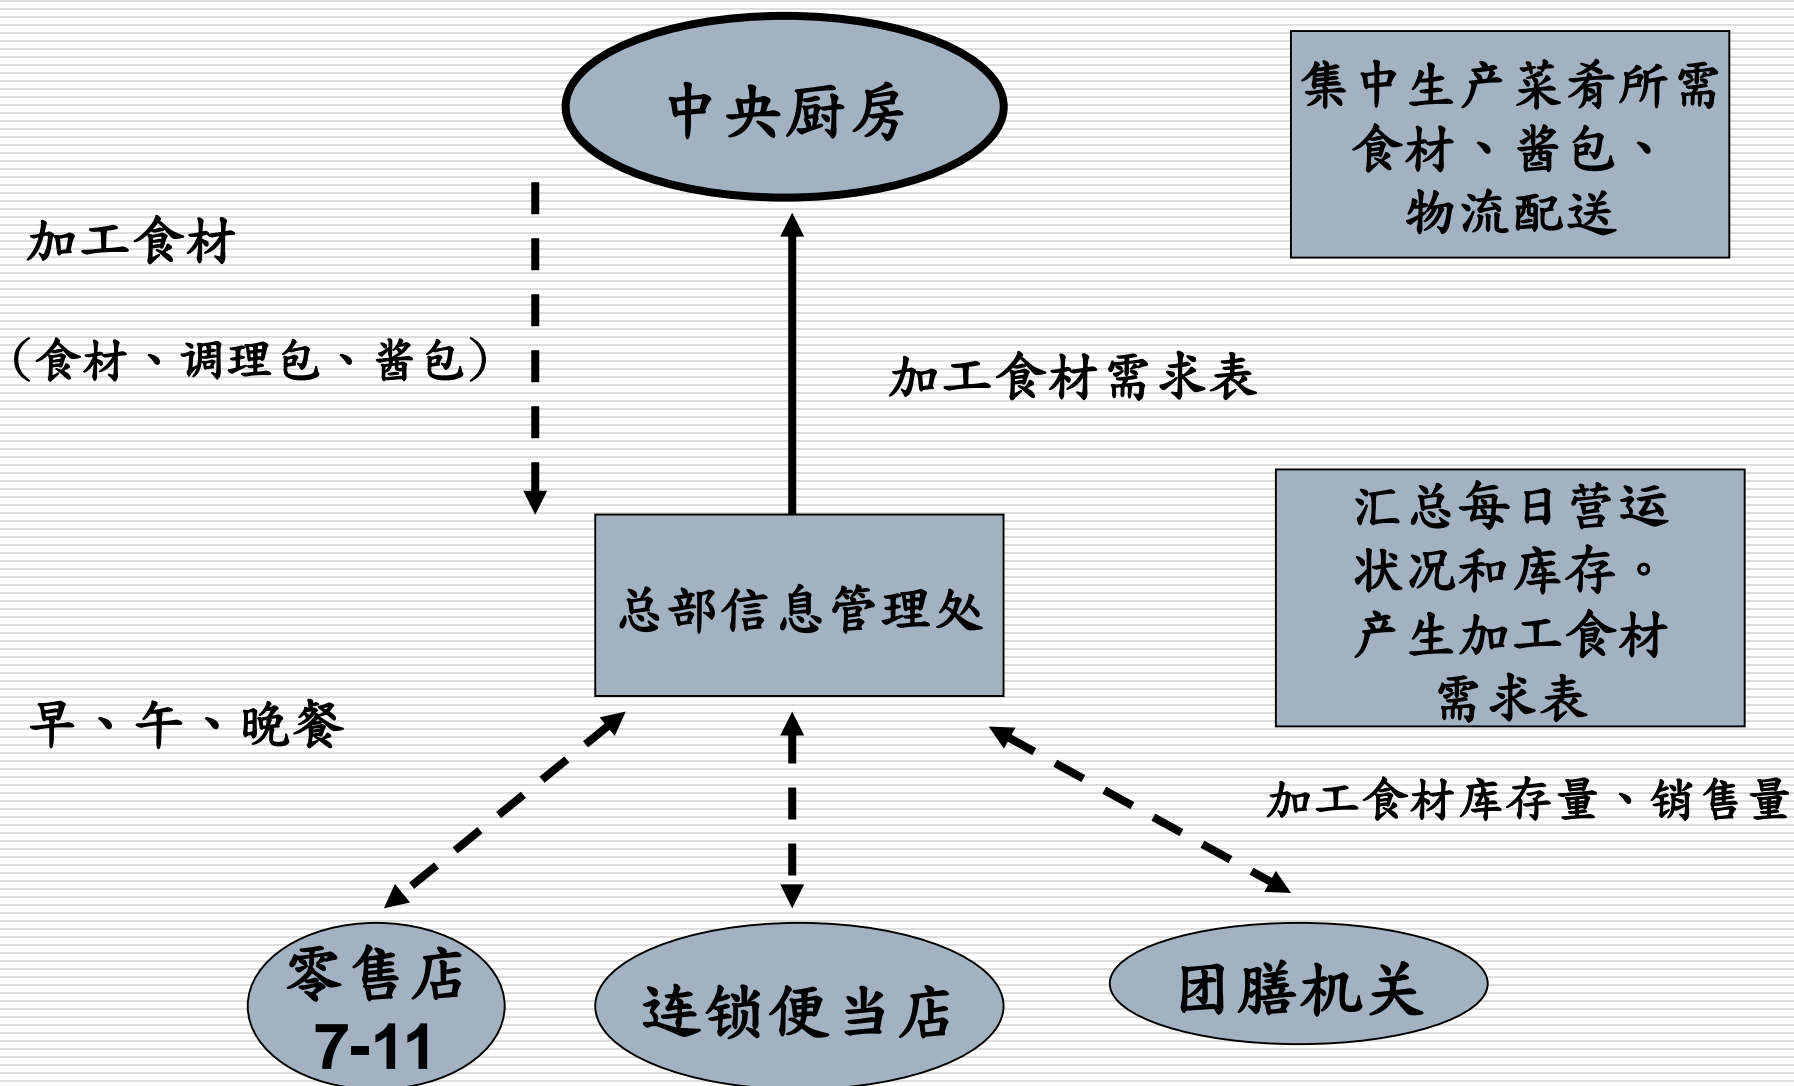 中央厨房
集中生产菜肴所需
食材、酱包、
物流配送
加工食材
（食材、调理包、酱包）
加工食材需求表
总部信息管理处
汇总每日营运
状况和库存。
产生加工食材
需求表
早、午、晚餐
加工食材库存量、销售量
零售店
7-11
连锁便当店
团膳机关